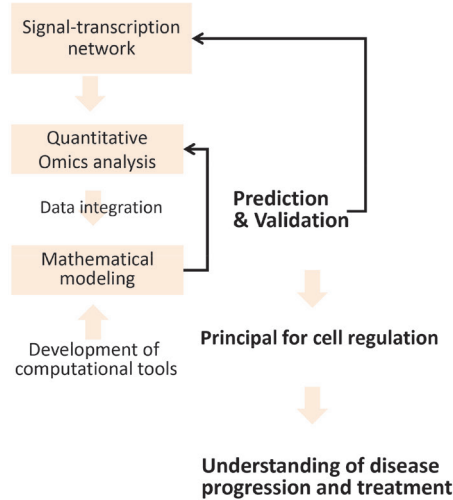 Signal-transcription
network
Quantitative
Omics analysis
Data integration
Mathematical
modeling
Development of
computational tools
Prediction
& Validation
Principal for cell regulation
Understanding of disease
progression and treatment